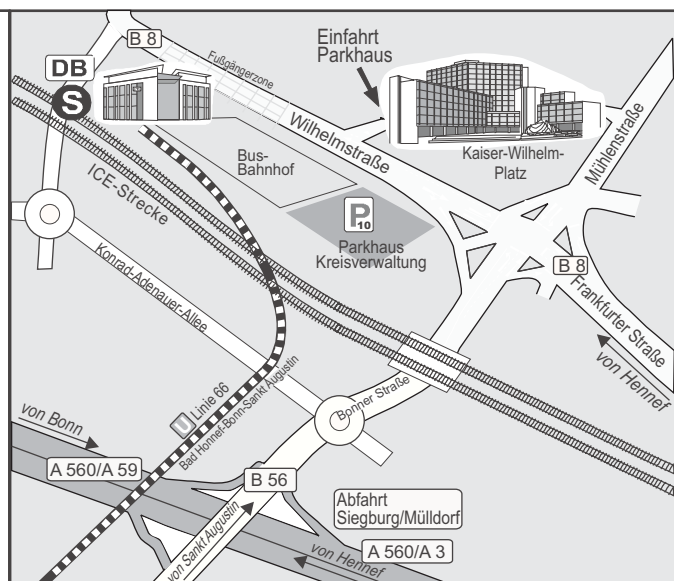 B 8
Fußgängerzone
Einfahrt
Parkhaus
DB
S
Wilhelmstraße
Kaiser-Wilhelm-
Platz
Mühlenstraße
Bus-
Bahnhof
ICE-Strecke
P
10
Parkhaus
Kreisverwaltung
B 8
Frankfurter Straße
von Hennef
Konrad-Adenauer-Allee
Bonner Straße
U Linie 66
Bad Honnef-Bonn-Sankt Augustin
von Bonn
A 560/A 59
B 56
von Sankt Augustin
Abfahrt
Siegburg/Mülldorf
von Hennef
A 560/A 3